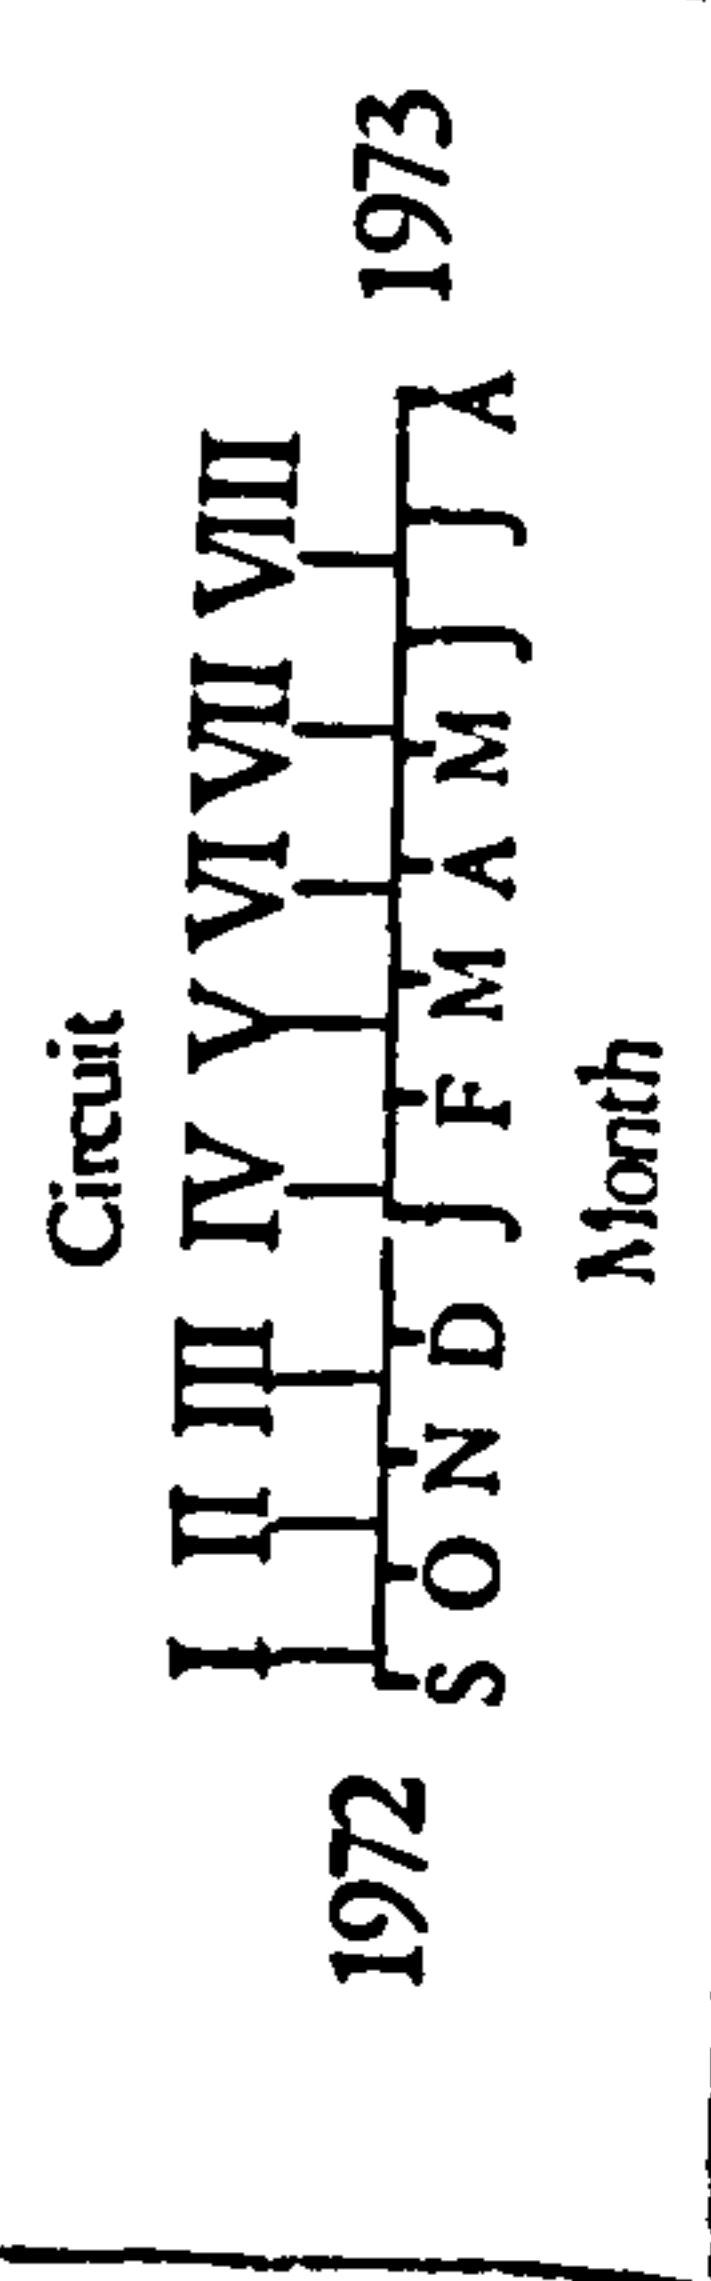 Circuit
I II III IV V VI VII VIII
1972 1973
S O N D J F M A M J J A
Month